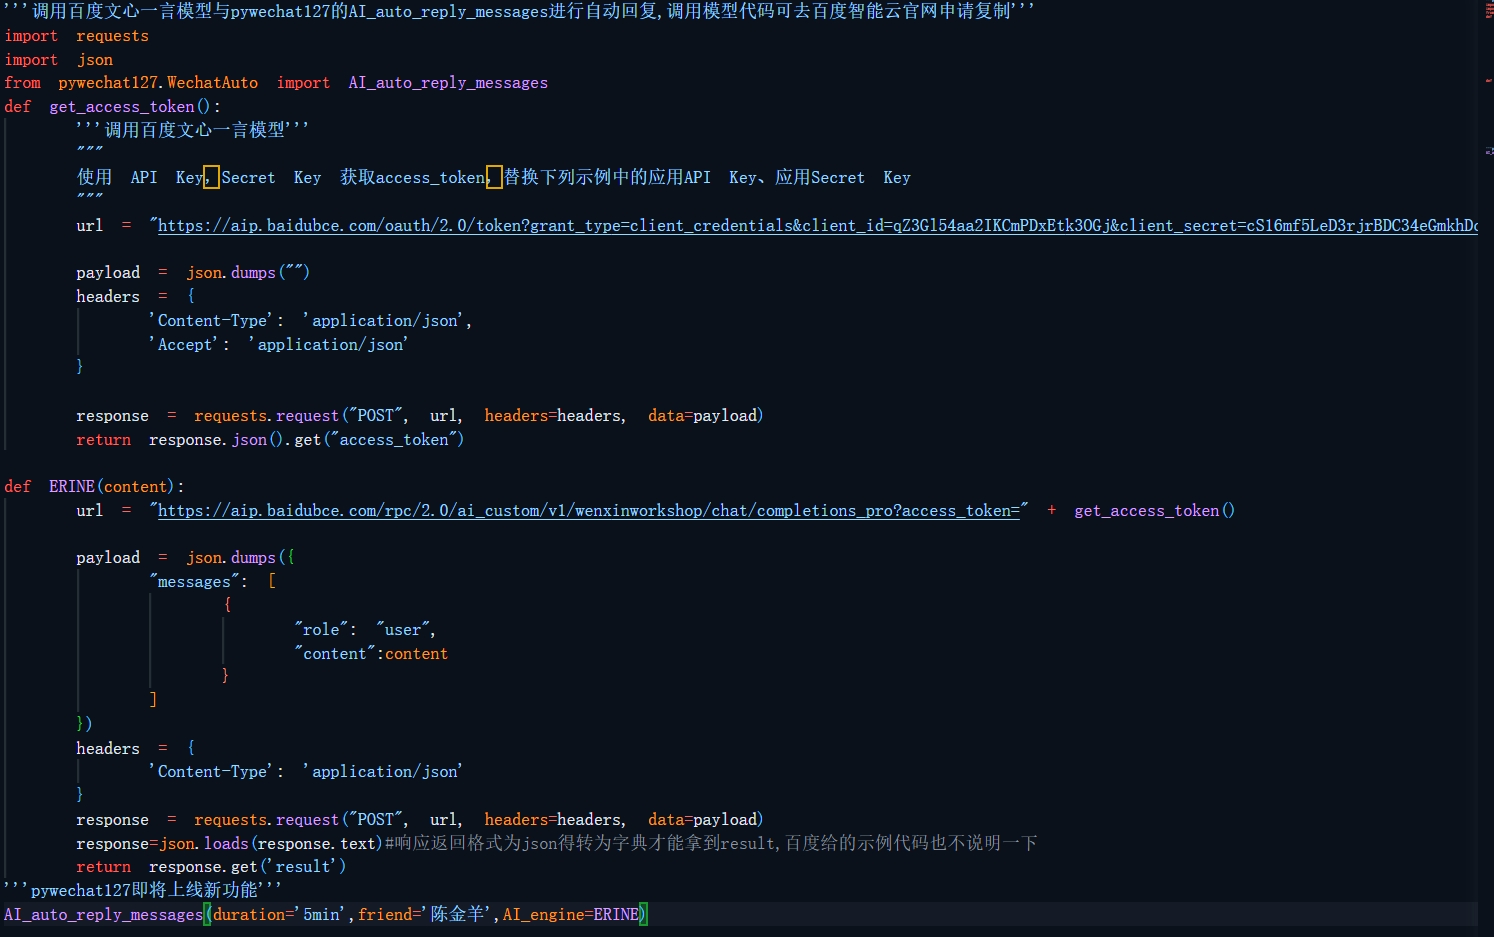 '''调用百度文心一言模型与pywechat127的AI_auto_reply_messages进行自动回复,调用模型代码可去百度智能云官网申请复制'''
import requests
import json
from pywechat127.WechatAuto import AI_auto_reply_messages
def get_access_token():
'''调用百度文心一言模型'''
"""
使用 API Key，Secret Key 获取access_token，替换下列示例中的应用API Key、应用Secret Key
"""
url = "https://aip.baidubce.com/oauth/2.0/token?grant_type=client_credentials&client_id=qZ3Gl54aa2IKCmPDxEtk3OGj&client_secret=cS16mf5LeD3rjrBDC34eGmkhDc
payload = json.dumps("")
headers = {
'Content-Type': 'application/json',
'Accept': 'application/json'
}
response = requests.request("POST", url, headers=headers, data=payload)
return response.json().get("access_token")
def ERINE(content):
url = "https://aip.baidubce.com/rpc/2.0/ai_custom/v1/wenxinworkshop/chat/completions_pro?access_token=" + get_access_token()
payload = json.dumps({
"messages": [
{
"role": "user",
"content":content
}
]
})
headers = {
'Content-Type': 'application/json'
}
response = requests.request("POST", url, headers=headers, data=payload)
response=json.loads(response.text)#响应返回格式为json得转为字典才能拿到result,百度给的示例代码也不说明一下
return response.get('result')
'''pywechat127即将上线新功能'''
AI_auto_reply_messages(duration='5min',friend='陈金羊',AI_engine=ERINE)